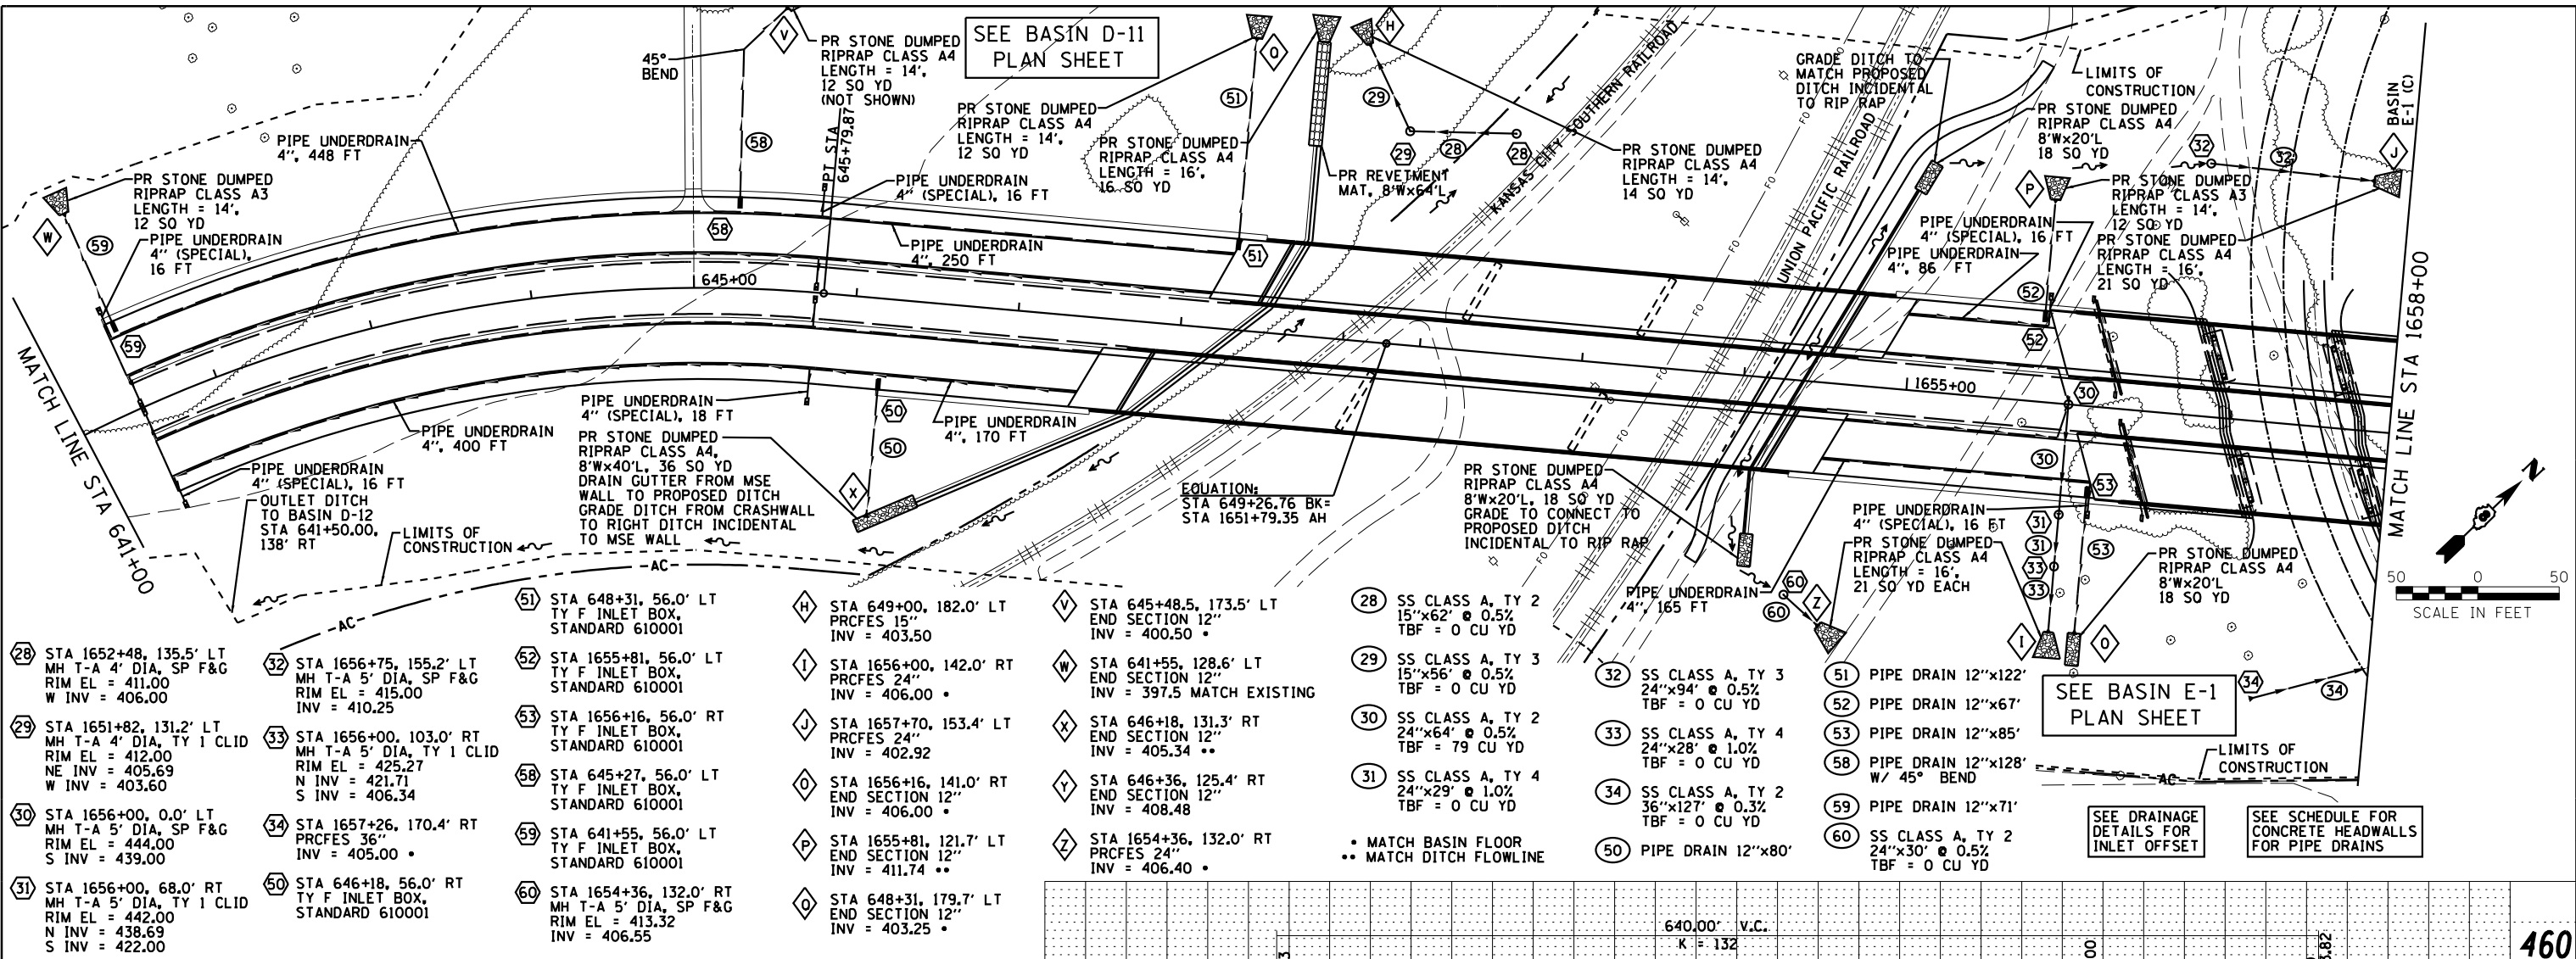 SEE BASIN D-11
PLAN SHEET
45°
BEND
V
PR STONE DUMPED
RIPRAP CLASS A4
LENGTH = 14',
12 SQ YD
(NOT SHOWN)
58
PT STA
645+79.87
PIPE UNDERDRAIN
4", 448 FT
PR STONE DUMPED
RIPRAP CLASS A3
LENGTH = 14',
12 SQ YD
W
59
PIPE UNDERDRAIN
4" (SPECIAL),
16 FT
59
58
PIPE UNDERDRAIN
4" (SPECIAL), 16 FT
PIPE UNDERDRAIN
4", 250 FT
645+00
PR STONE DUMPED
RIPRAP CLASS A4
LENGTH = 14',
12 SQ YD
51
O
PR STONE DUMPED
RIPRAP CLASS A4
LENGTH = 16',
16 SQ YD
51
H
29
29
28
28
PR REVETMENT
MAT, 8'W×64'L
KANSAS CITY SOUTHERN RAILROAD
PR STONE DUMPED
RIPRAP CLASS A4
LENGTH = 14',
14 SQ YD
FO
FO
FO
FO
FO
UNION PACIFIC RAILROAD
GRADE DITCH TO
MATCH PROPOSED
DITCH INCIDENTAL
TO RIP RAP
LIMITS OF
CONSTRUCTION
PR STONE DUMPED
RIPRAP CLASS A4
8'W×20'L
18 SQ YD
32
32
BASIN
E-1 (C)
J
P
PR STONE DUMPED
RIPRAP CLASS A3
LENGTH = 14',
12 SQ YD
PIPE UNDERDRAIN
4" (SPECIAL), 16 FT
PIPE UNDERDRAIN
4", 86 FT
PR STONE DUMPED
RIPRAP CLASS A4
LENGTH = 16',
21 SQ YD
52
52
30
1655+00
30
53
MATCH LINE STA 1658+00
MATCH LINE STA 641+00
PIPE UNDERDRAIN
4" (SPECIAL), 16 FT
OUTLET DITCH
TO BASIN D-12
STA 641+50.00,
138' RT
PIPE UNDERDRAIN
4", 400 FT
LIMITS OF
CONSTRUCTION
PIPE UNDERDRAIN
4" (SPECIAL), 18 FT
PR STONE DUMPED
RIPRAP CLASS A4,
8'W×40'L, 36 SQ YD
DRAIN GUTTER FROM MSE
WALL TO PROPOSED DITCH
GRADE DITCH FROM CRASHWALL
TO RIGHT DITCH INCIDENTAL
TO MSE WALL
50
50
X
PIPE UNDERDRAIN
4", 170 FT
EQUATION:
STA 649+26.76 BK=
STA 1651+79.35 AH
PR STONE DUMPED
RIPRAP CLASS A4
8'W×20'L, 18 SQ YD
GRADE TO CONNECT TO
PROPOSED DITCH
INCIDENTAL TO RIP RAP
PIPE UNDERDRAIN
4", 165 FT
60
60
Z
PIPE UNDERDRAIN
4" (SPECIAL), 16 FT
PR STONE DUMPED
RIPRAP CLASS A4
LENGTH = 16',
21 SQ YD EACH
31
31
33
33
53
PR STONE DUMPED
RIPRAP CLASS A4
8'W×20'L
18 SQ YD
I
O
N
50 0 50
SCALE IN FEET
AC
AC
28 STA 1652+48, 135.5' LT
MH T-A 4' DIA, SP F&G
RIM EL = 411.00
W INV = 406.00
29 STA 1651+82, 131.2' LT
MH T-A 4' DIA, TY 1 CLID
RIM EL = 412.00
NE INV = 405.69
W INV = 403.60
30 STA 1656+00, 0.0' LT
MH T-A 5' DIA, SP F&G
RIM EL = 444.00
S INV = 439.00
31 STA 1656+00, 68.0' RT
MH T-A 5' DIA, TY 1 CLID
RIM EL = 442.00
N INV = 438.69
S INV = 422.00
32 STA 1656+75, 155.2' LT
MH T-A 5' DIA, SP F&G
RIM EL = 415.00
INV = 410.25
33 STA 1656+00, 103.0' RT
MH T-A 5' DIA, TY 1 CLID
RIM EL = 425.27
N INV = 421.71
S INV = 406.34
34 STA 1657+26, 170.4' RT
PRCFES 36"
INV = 405.00 •
50 STA 646+18, 56.0' RT
TY F INLET BOX,
STANDARD 610001
51 STA 648+31, 56.0' LT
TY F INLET BOX,
STANDARD 610001
52 STA 1655+81, 56.0' LT
TY F INLET BOX,
STANDARD 610001
53 STA 1656+16, 56.0' RT
TY F INLET BOX,
STANDARD 610001
58 STA 645+27, 56.0' LT
TY F INLET BOX,
STANDARD 610001
59 STA 641+55, 56.0' LT
TY F INLET BOX,
STANDARD 610001
60 STA 1654+36, 132.0' RT
MH T-A 5' DIA, SP F&G
RIM EL = 413.32
INV = 406.55
H STA 649+00, 182.0' LT
PRCFES 15"
INV = 403.50
I STA 1656+00, 142.0' RT
PRCFES 24"
INV = 406.00 •
J STA 1657+70, 153.4' LT
PRCFES 24"
INV = 402.92
O STA 1656+16, 141.0' RT
END SECTION 12"
INV = 406.00 •
P STA 1655+81, 121.7' LT
END SECTION 12"
INV = 411.74 ••
Q STA 648+31, 179.7' LT
END SECTION 12"
INV = 403.25 •
V STA 645+48.5, 173.5' LT
END SECTION 12"
INV = 400.50 •
W STA 641+55, 128.6' LT
END SECTION 12"
INV = 397.5 MATCH EXISTING
X STA 646+18, 131.3' RT
END SECTION 12"
INV = 405.34 ••
Y STA 646+36, 125.4' RT
END SECTION 12"
INV = 408.48
Z STA 1654+36, 132.0' RT
PRCFES 24"
INV = 406.40 •
28 SS CLASS A, TY 2
15"×62' @ 0.5%
TBF = 0 CU YD
29 SS CLASS A, TY 3
15"×56' @ 0.5%
TBF = 0 CU YD
30 SS CLASS A, TY 2
24"×64' @ 0.5%
TBF = 79 CU YD
31 SS CLASS A, TY 4
24"×29' @ 1.0%
TBF = 0 CU YD
• MATCH BASIN FLOOR
•• MATCH DITCH FLOWLINE
32 SS CLASS A, TY 3
24"×94' @ 0.5%
TBF = 0 CU YD
33 SS CLASS A, TY 4
24"×28' @ 1.0%
TBF = 0 CU YD
34 SS CLASS A, TY 2
36"×127' @ 0.3%
TBF = 0 CU YD
50 PIPE DRAIN 12"×80'
51 PIPE DRAIN 12"×122'
52 PIPE DRAIN 12"×67'
53 PIPE DRAIN 12"×85'
58 PIPE DRAIN 12"×128'
W/ 45° BEND
59 PIPE DRAIN 12"×71'
60 SS CLASS A, TY 2
24"×30' @ 0.5%
TBF = 0 CU YD
SEE BASIN E-1
PLAN SHEET
34
34
LIMITS OF
CONSTRUCTION
AC
SEE DRAINAGE
DETAILS FOR
INLET OFFSET
SEE SCHEDULE FOR
CONCRETE HEADWALLS
FOR PIPE DRAINS
640.00' V.C.
K = 132
460